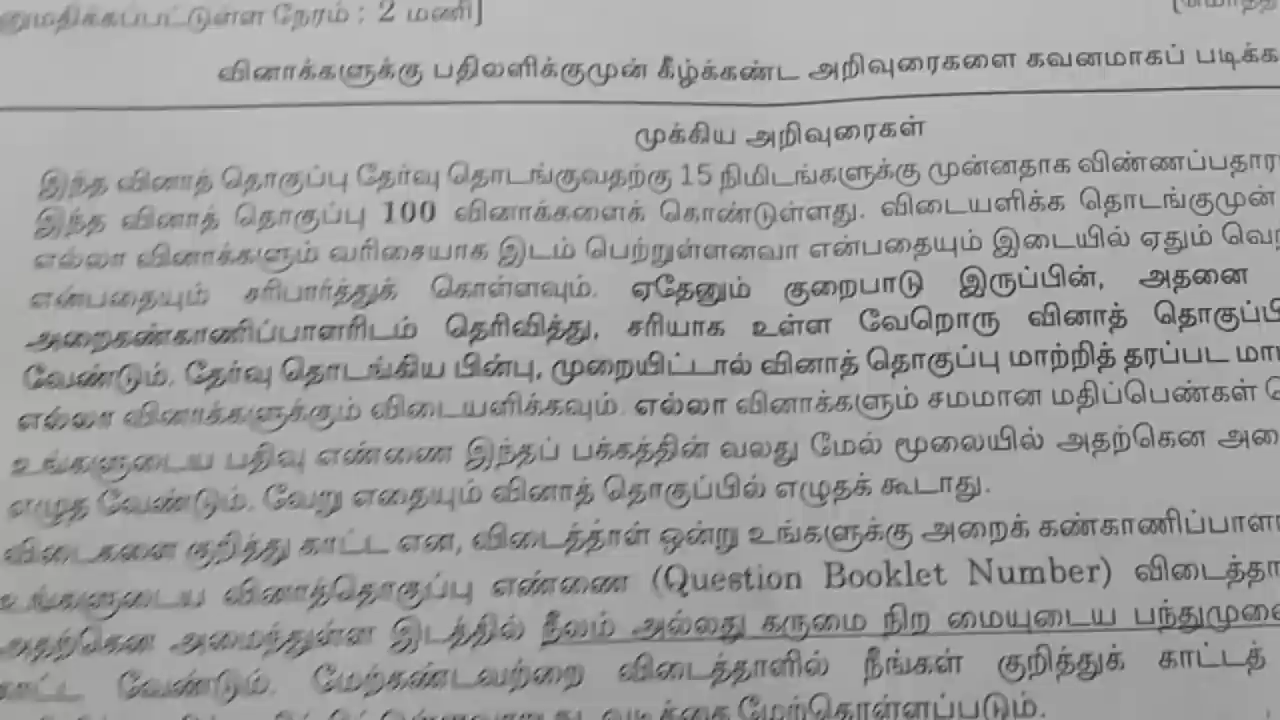 நேரம் : 2 மணி]
வினாக்களுக்கு பதிலளிக்குமுன் கீழ்க்கண்ட அறிவுரைகளை கவனமாகப் படிக்க
முக்கிய அறிவுரைகள்
இந்த வினாத் தொகுப்பு தேர்வு தொடங்குவதற்கு 15 நிமிடங்களுக்கு முன்னதாக விண்ணப்பதார
இந்த வினாத் தொகுப்பு 100 வினாக்களைக் கொண்டுள்ளது. விடையளிக்க தொடங்குமுன்
எல்லா வினாக்களும் வரிசையாக இடம் பெற்றுள்ளனவா என்பதையும் இடையில் ஏதும் வெ
என்பதையும் சரிபார்த்துக் கொள்ளவும். ஏதேனும் குறைபாடு இருப்பின், அதனை
அறைகண்காணிப்பாளரிடம் தெரிவித்து, சரியாக உள்ள வேறொரு வினாத் தொகுப்பி
வேண்டும். தேர்வு தொடங்கிய பின்பு, முறையிட்டால் வினாத் தொகுப்பு மாற்றித் தரப்பட மா
எல்லா வினாக்களுக்கும் விடையளிக்கவும். எல்லா வினாக்களும் சமமான மதிப்பெண்கள்
உங்களுடைய பதிவு எண்ணை இந்தப் பக்கத்தின் வலது மேல் மூலையில் அதற்கென அமை
எழுத வேண்டும். வேறு எதையும் வினாத் தொகுப்பில் எழுதக் கூடாது.
விடைகளை குறித்து காட்ட என, விடைத்தாள் ஒன்று உங்களுக்கு அறைக் கண்காணிப்பாள
உங்களுடைய வினாத்தொகுப்பு எண்ணை (Question Booklet Number) விடைத்தா
அதற்கென அமைந்துள்ள இடத்தில் நீலம் அல்லது கருமை நிற மையுடைய பந்துமுனை
காட்ட வேண்டும். மேற்கண்டவற்றை விடைத்தாளில் நீங்கள் குறித்துக் காட்டத்
நடவடிக்கை மேற்கொள்ளப்படும்.